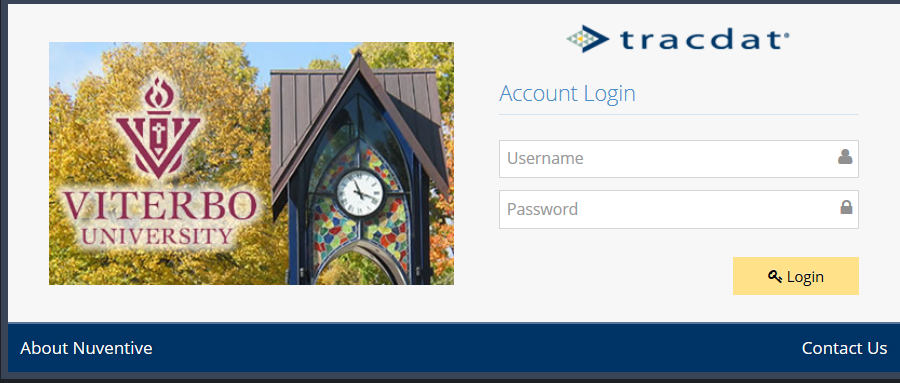 VITERBO
UNIVERSITY
tracdat®
Account Login
Username
Password
Login
About Nuventive
Contact Us